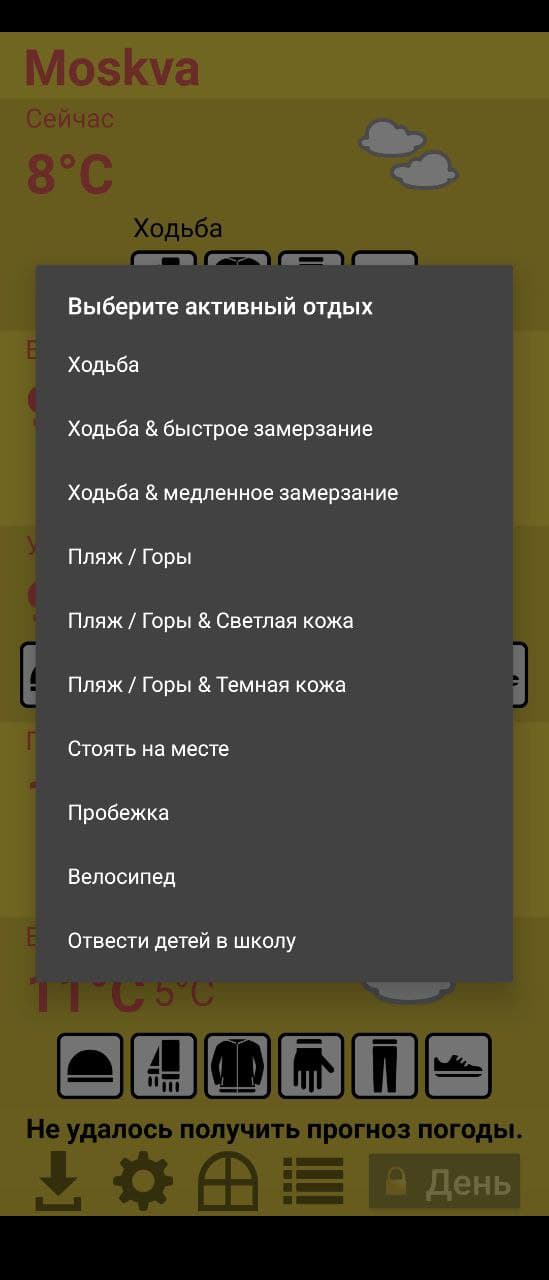 Moskva
Сейчас
8°C
Ходьба
Выберите активный отдых
Ходьба
Ходьба & быстрое замерзание
Ходьба & медленное замерзание
Пляж / Горы
Пляж / Горы & Светлая кожа
Пляж / Горы & Темная кожа
Стоять на месте
Пробежка
Велосипед
Отвести детей в школу
11°C 5°C
Не удалось получить прогноз погоды.
День